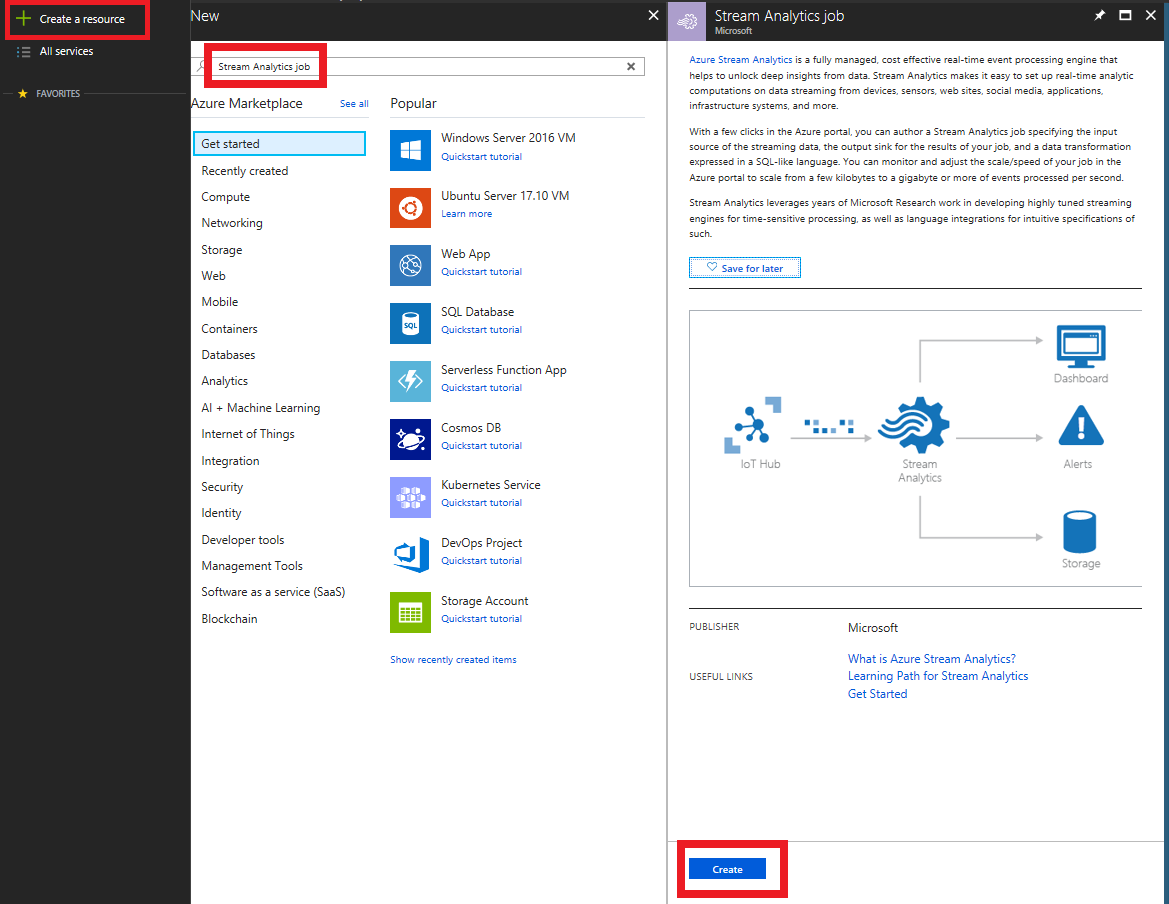 Create a resource
All services
FAVORITES
New
Stream Analytics job
Azure Marketplace
See all
Popular
Get started
Recently created
Compute
Networking
Storage
Web
Mobile
Containers
Databases
Analytics
AI + Machine Learning
Internet of Things
Integration
Security
Identity
Developer tools
Management Tools
Software as a service (SaaS)
Blockchain
Windows Server 2016 VM
Quickstart tutorial
Ubuntu Server 17.10 VM
Learn more
Web App
Quickstart tutorial
SQL
SQL Database
Quickstart tutorial
Serverless Function App
Quickstart tutorial
Cosmos DB
Quickstart tutorial
Kubernetes Service
Quickstart tutorial
DevOps Project
Quickstart tutorial
Storage Account
Quickstart tutorial
Show recently created items
Stream Analytics job
Microsoft
Azure Stream Analytics is a fully managed, cost effective real-time event processing engine that
helps to unlock deep insights from data. Stream Analytics makes it easy to set up real-time analytic
computations on data streaming from devices, sensors, web sites, social media, applications,
infrastructure systems, and more.
With a few clicks in the Azure portal, you can author a Stream Analytics job specifying the input
source of the streaming data, the output sink for the results of your job, and a data transformation
expressed in a SQL-like language. You can monitor and adjust the scale/speed of your job in the
Azure portal to scale from a few kilobytes to a gigabyte or more of events processed per second.
Stream Analytics leverages years of Microsoft Research work in developing highly tuned streaming
engines for time-sensitive processing, as well as language integrations for intuitive specifications of
such.
Save for later
Dashboard
IoT Hub
Stream
Analytics
Alerts
Storage
PUBLISHER
Microsoft
USEFUL LINKS
What is Azure Stream Analytics?
Learning Path for Stream Analytics
Get Started
Create